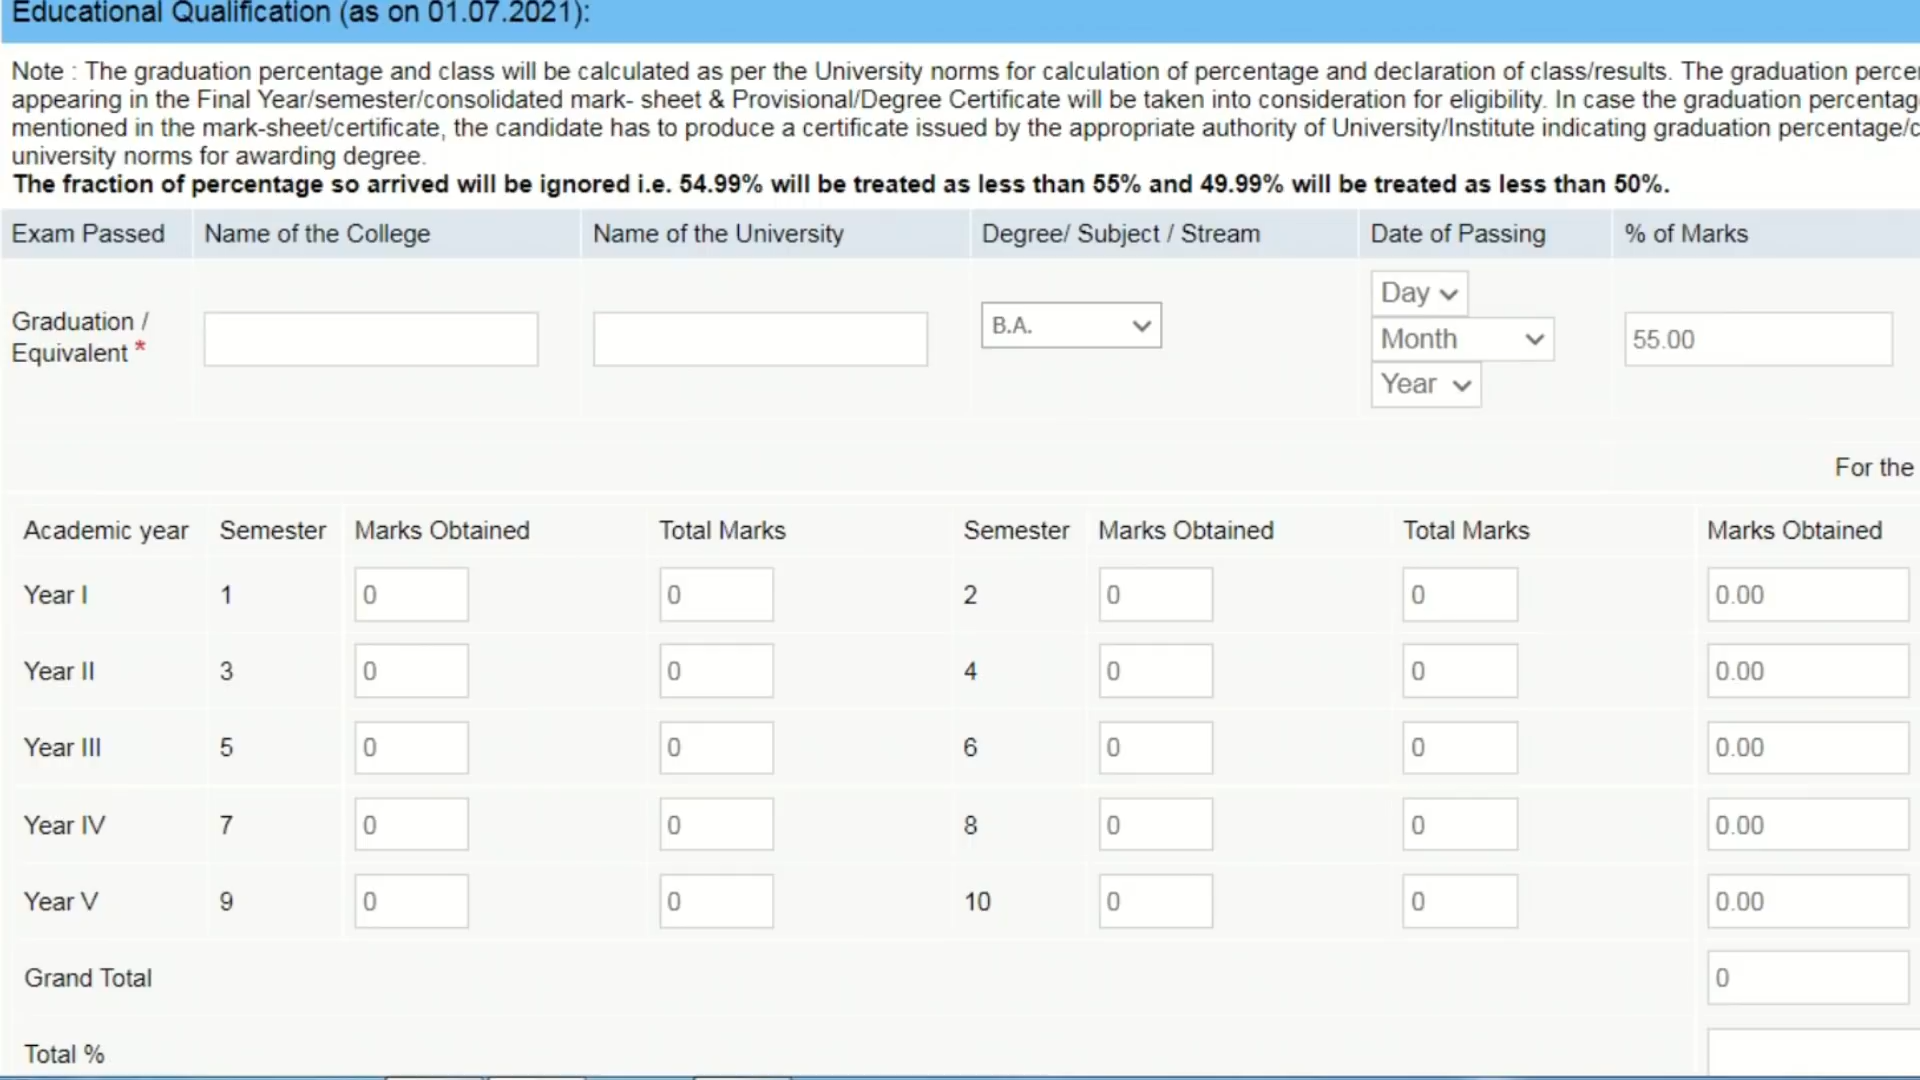 Educational Qualification (as on 01.07.2021):
Note : The graduation percentage and class will be calculated as per the University norms for calculation of percentage and declaration of class/results. The graduation
appearing in the Final Year/semester/consolidated mark- sheet & Provisional/Degree Certificate will be taken into consideration for eligibility. In case the graduation
mentioned in the mark-sheet/certificate, the candidate has to produce a certificate issued by the appropriate authority of University/Institute indicating graduation
university norms for awarding degree.
The fraction of percentage so arrived will be ignored i.e. 54.99% will be treated as less than 55% and 49.99% will be treated as less than 50%.
Exam Passed Name of the College Name of the University Degree/ Subject / Stream Date of Passing % of Marks
Graduation /
Equivalent *
B.A.
Day
Month
Year
55.00
For the
Academic year Semester Marks Obtained Total Marks Semester Marks Obtained Total Marks Marks Obtained
Year I 1 0 0 2 0 0 0.00
Year II 3 0 0 4 0 0 0.00
Year III 5 0 0 6 0 0 0.00
Year IV 7 0 0 8 0 0 0.00
Year V 9 0 0 10 0 0 0.00
Grand Total 0
Total %